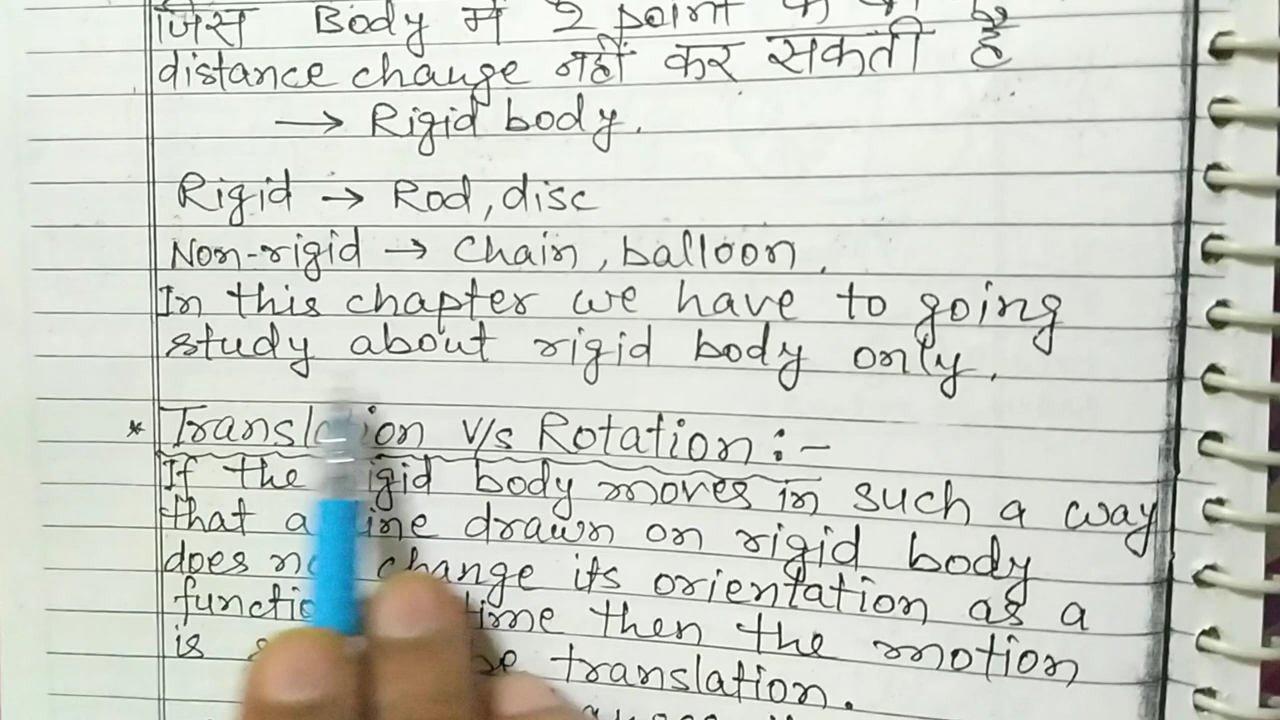 जिस Body में 2 point
distance change नहीं कर सकती है
→ Rigid body.
Rigid → Rod, disc
Non-rigid → Chain, balloon.
In this chapter we have to going
study about rigid body only.
* Translation v/s Rotation :-
If the rigid body moves in such a way
that a line drawn on rigid body
does not change its orientation as a
function time then the motion
is translation.